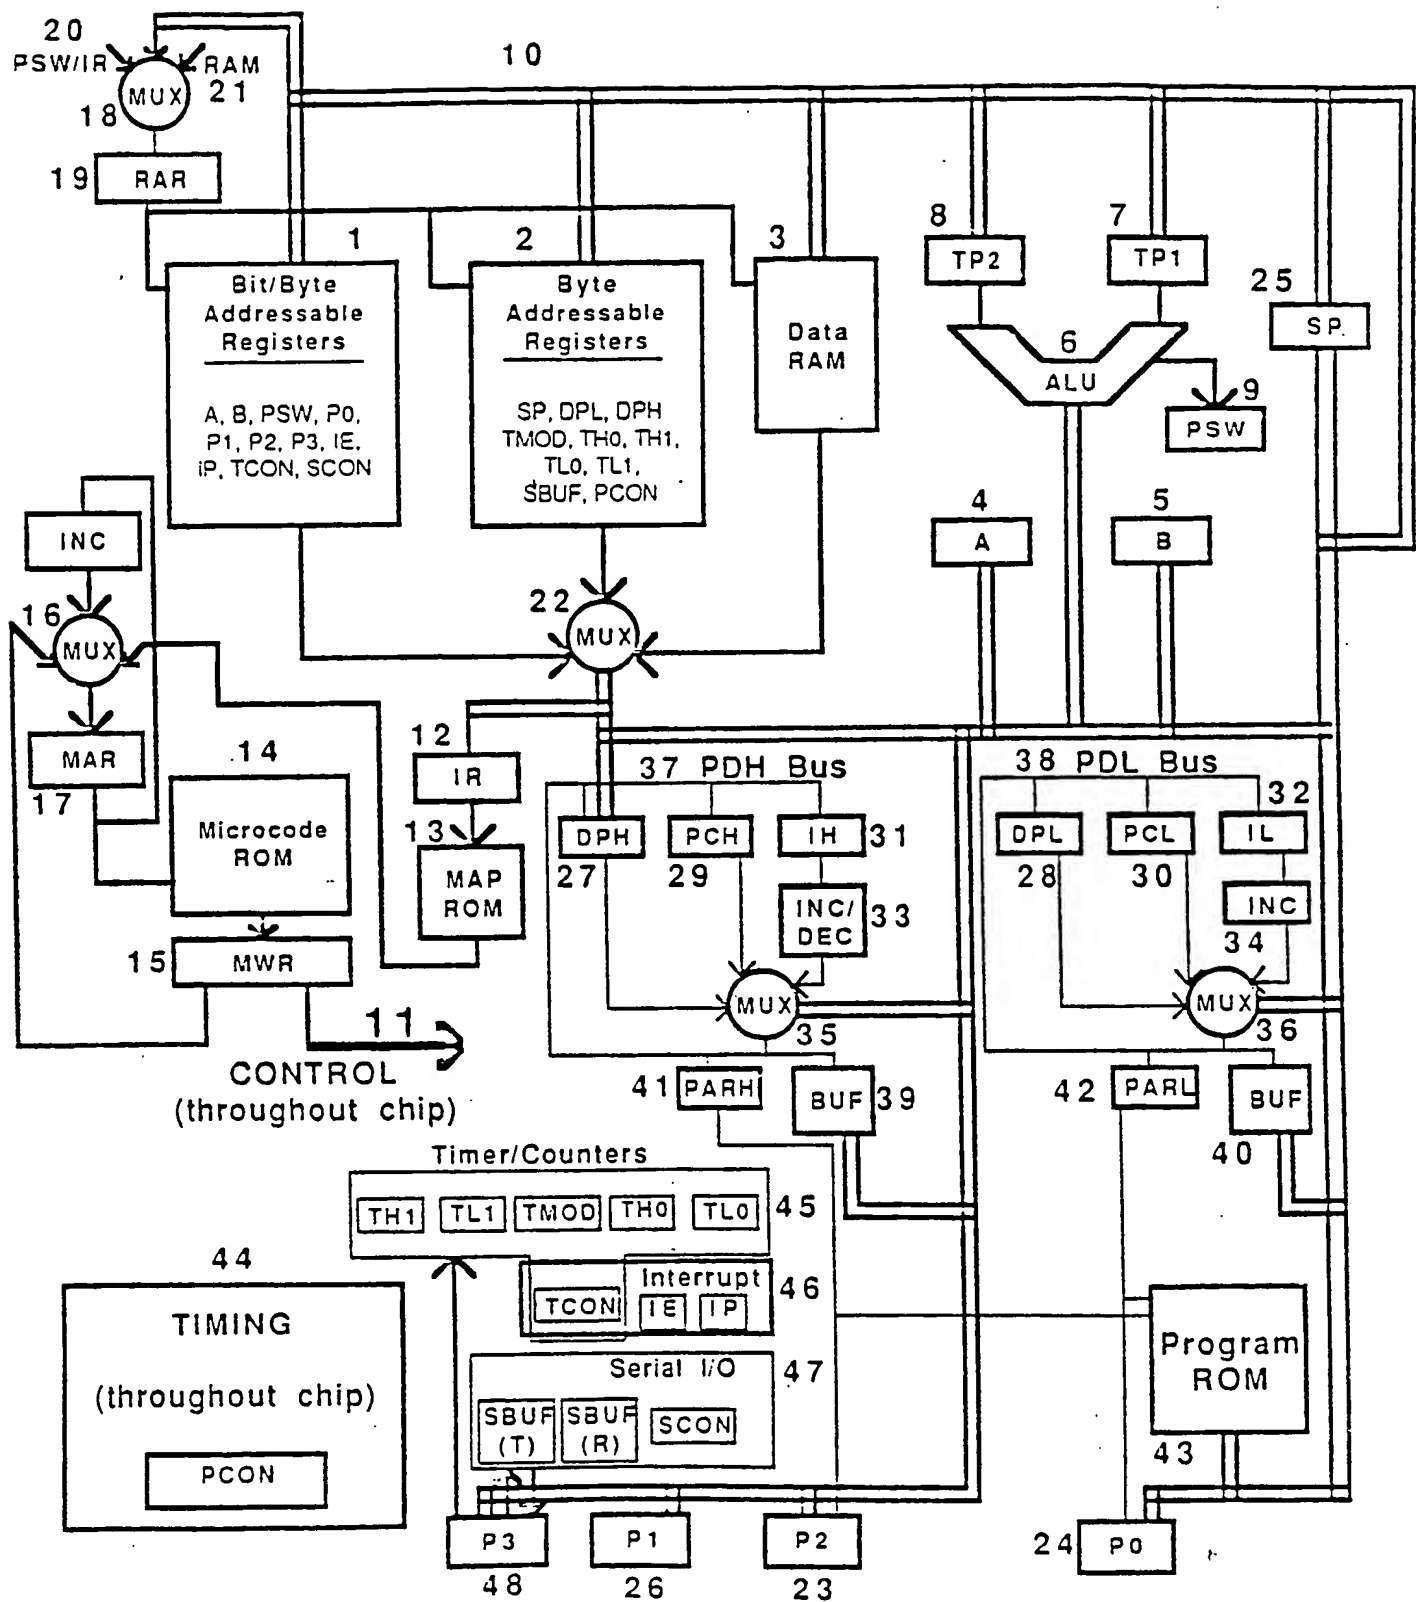 20
PSW/IR
RAM
21
MUX
18
10
19
RAR
1
2
3
8
7
TP2
TP1
25
SP
Bit/Byte
Addressable
Registers
A, B, PSW, P0,
P1, P2, P3, IE,
IP, TCON, SCON
Byte
Addressable
Registers
SP, DPL, DPH
TMOD, TH0, TH1,
TL0, TL1,
SBUF, PCON
Data
RAM
6
ALU
9
PSW
4
A
5
B
INC
16
MUX
22
MUX
MAR
17
14
Microcode
ROM
12
IR
13
MAP
ROM
15
MWR
11
CONTROL
(throughout chip)
37 PDH Bus
DPH
27
PCH
29
IH
31
INC/
DEC
33
MUX
35
41
PARH
BUF
39
38 PDL Bus
32
DPL
28
PCL
30
IL
INC
34
MUX
36
42
PARL
BUF
40
Timer/Counters
TH1
TL1
TMOD
TH0
TL0
45
Interrupt
46
TCON
IE
IP
Serial I/O
47
SBUF
(T)
SBUF
(R)
SCON
44
TIMING
(throughout chip)
PCON
Program
ROM
43
P3
48
P1
26
P2
23
24
P0